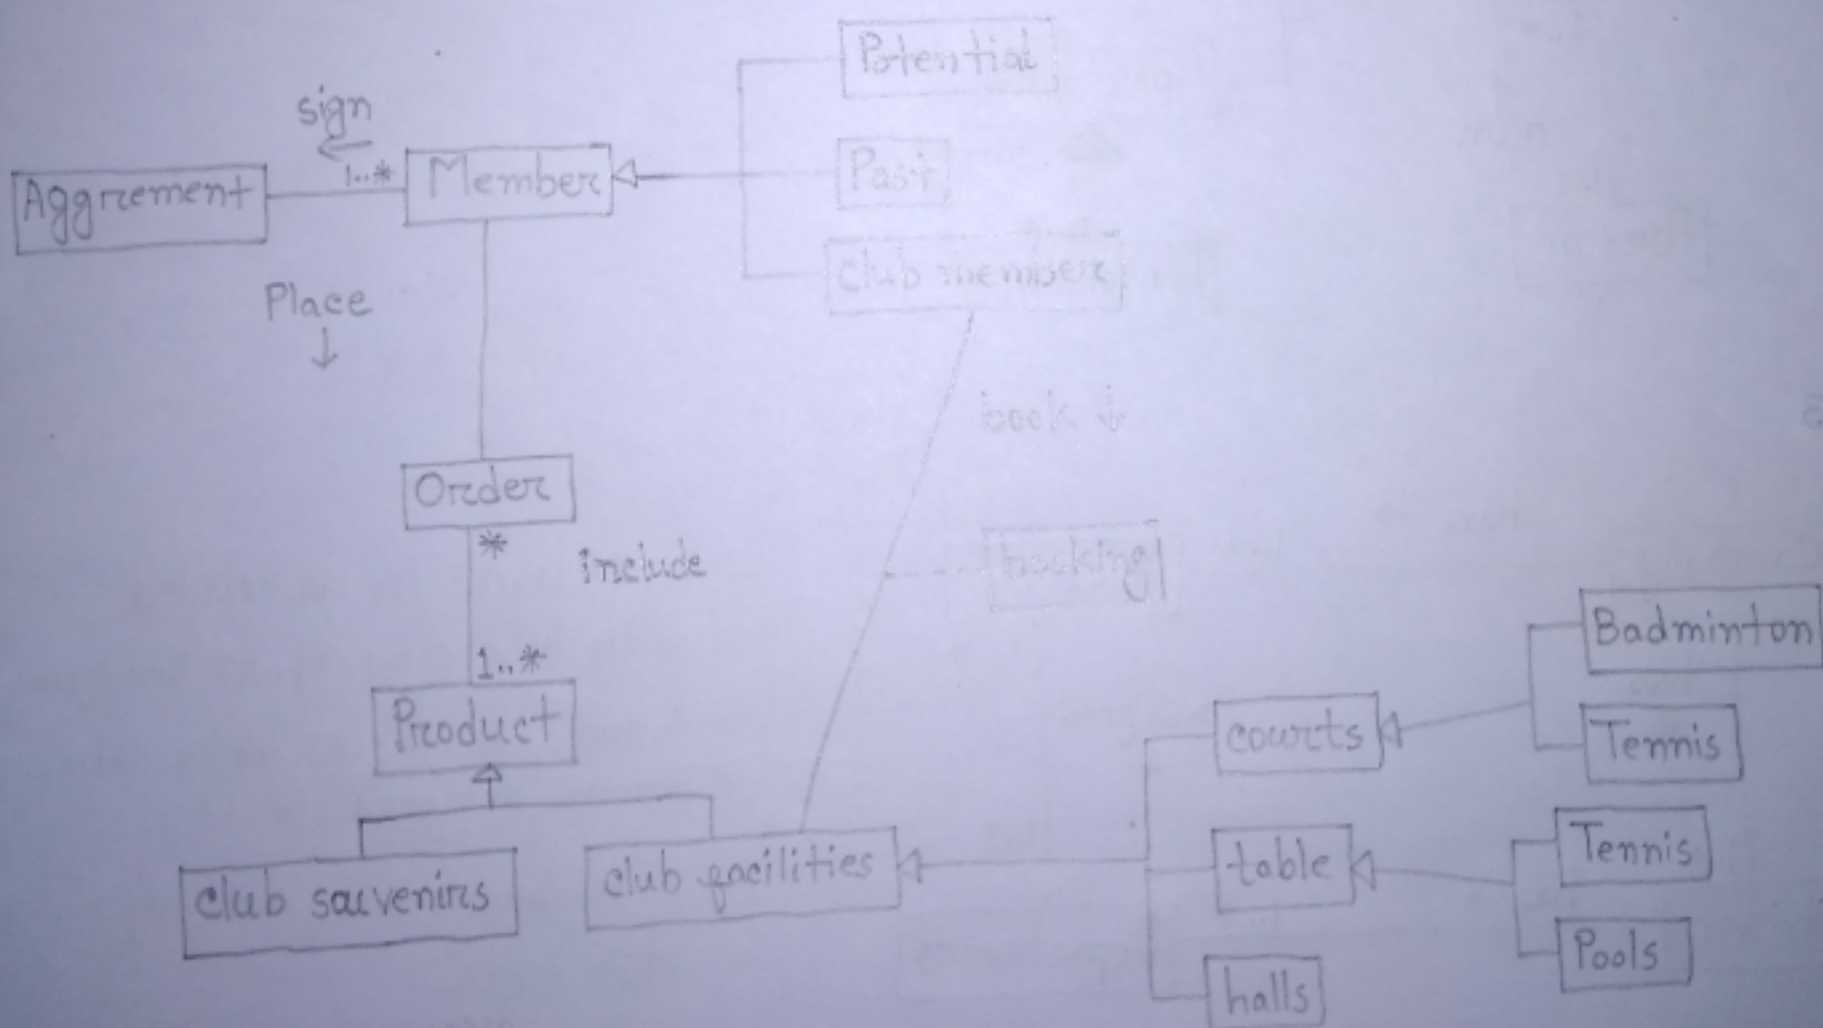 Potential
sign
1..*
Aggrement
Member
Past
club member
Place
book
Order
*
include
booking
Badminton
1..*
Product
courts
Tennis
Tennis
table
club facilities
club sauvenirs
Pools
halls